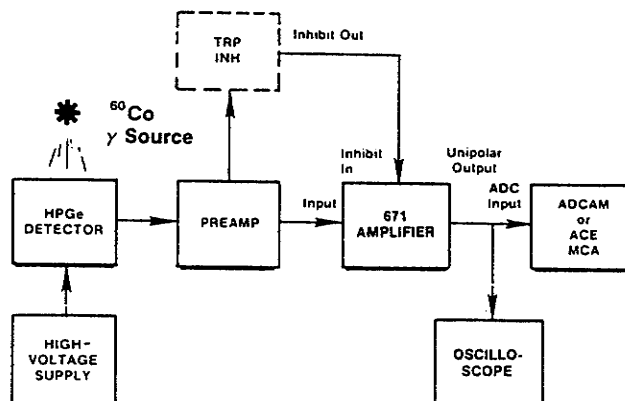 TRP
INH
Inhibit Out
60Co
γ Source
Inhibit
In
Unipolar
Output
ADC
Input
HPGe
DETECTOR
PREAMP
Input
671
AMPLIFIER
ADCAM
or
ACE
MCA
HIGH-
VOLTAGE
SUPPLY
OSCILLO-
SCOPE